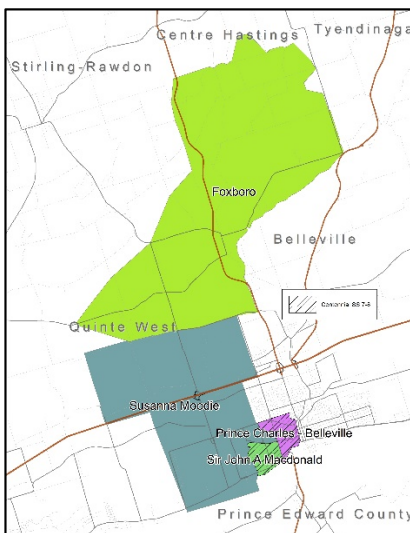 Centre Hastings
Tyendinaga
Stirling-Rawdon
Foxboro
Belleville
Quinte West
Susanna Moodie
Prince Charles - Belleville
Sir John A Macdonald
Prince Edward County